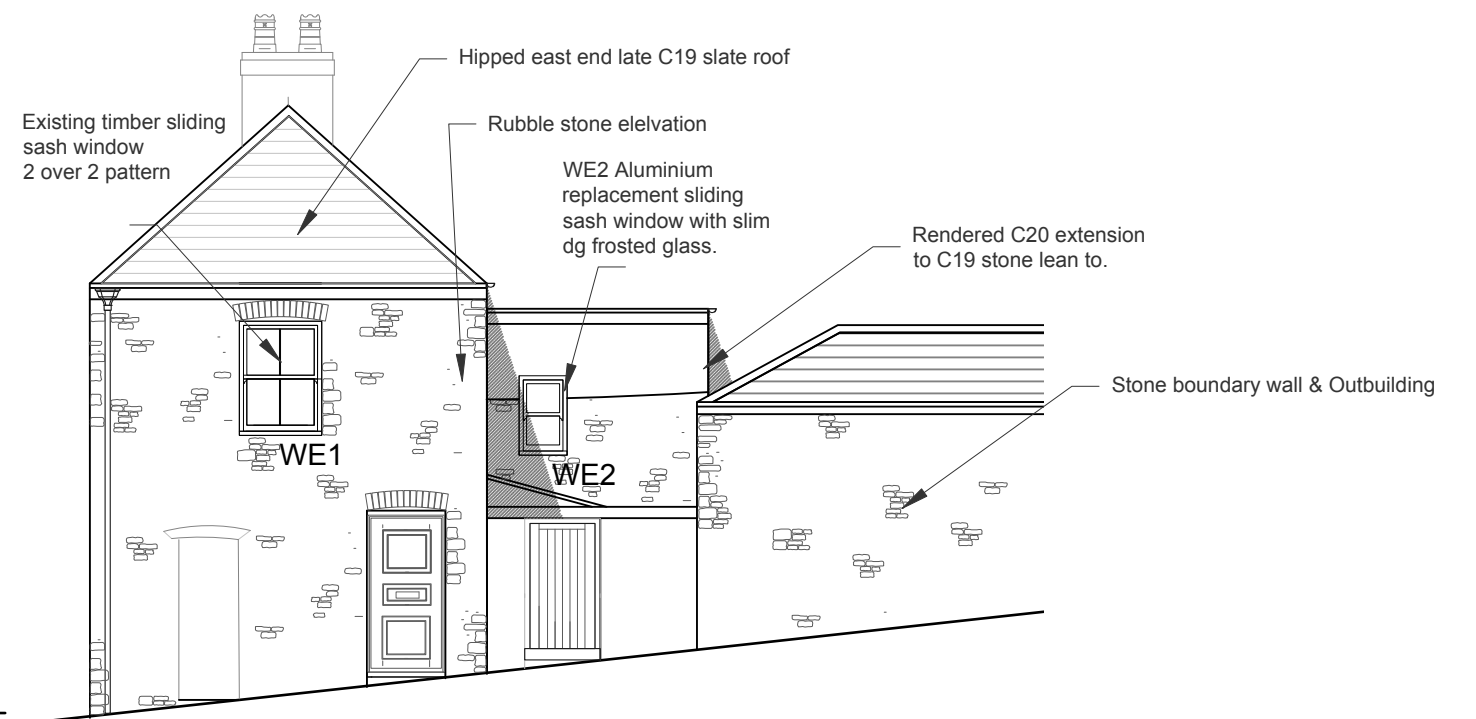 Hipped east end late C19 slate roof
Existing timber sliding
sash window
2 over 2 pattern
Rubble stone elelvation
WE2 Aluminium
replacement sliding
sash window with slim
dg frosted glass.
Rendered C20 extension
to C19 stone lean to.
Stone boundary wall & Outbuilding
WE1
WE2